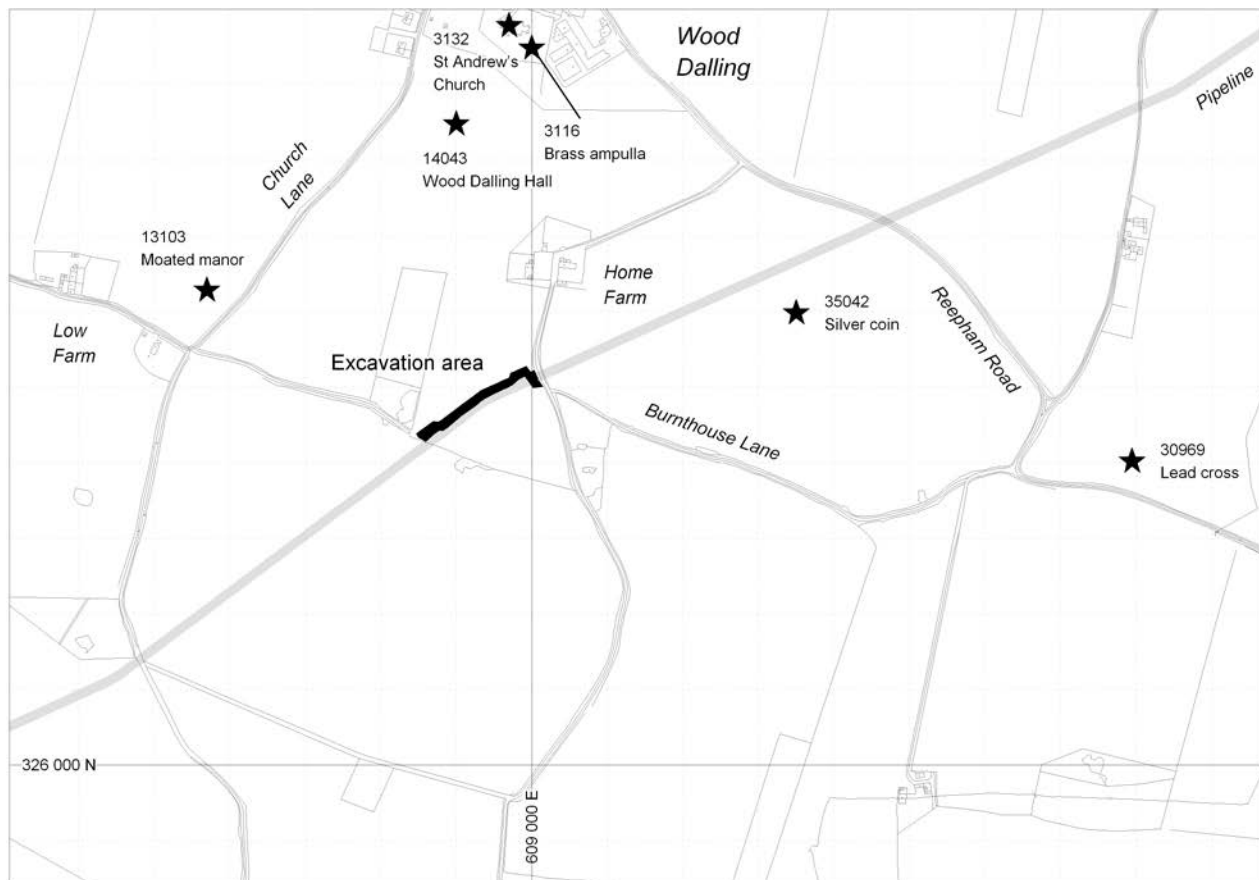 3132
St Andrew's
Church
Wood
Dalling
Pipeline
3116
Brass ampulla
14043
Wood Dalling Hall
Church
Lane
13103
Moated manor
Home
Farm
35042
Silver coin
Reepham Road
Low
Farm
Excavation area
Burnthouse Lane
30969
Lead cross
326 000 N
609 000 E